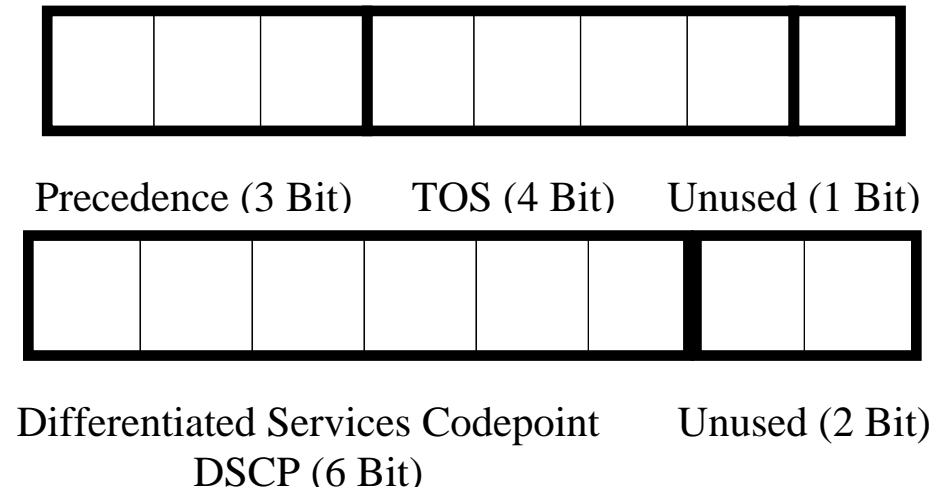 Precedence (3 Bit) TOS (4 Bit) Unused (1 Bit)
Differentiated Services Codepoint Unused (2 Bit)
DSCP (6 Bit)